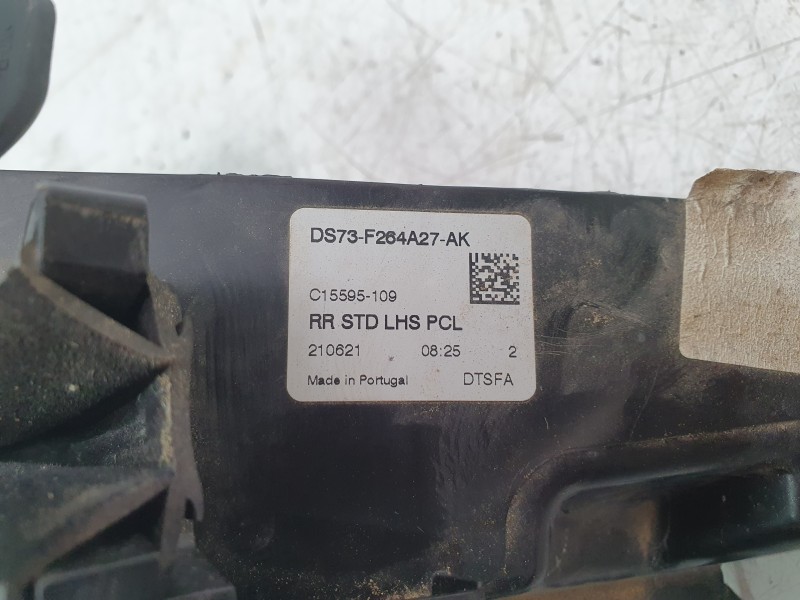 DS73-F264A27-AK
C15595-109
RR STD LHS PCL
210621 08:25 2
Made in Portugal DTSFA